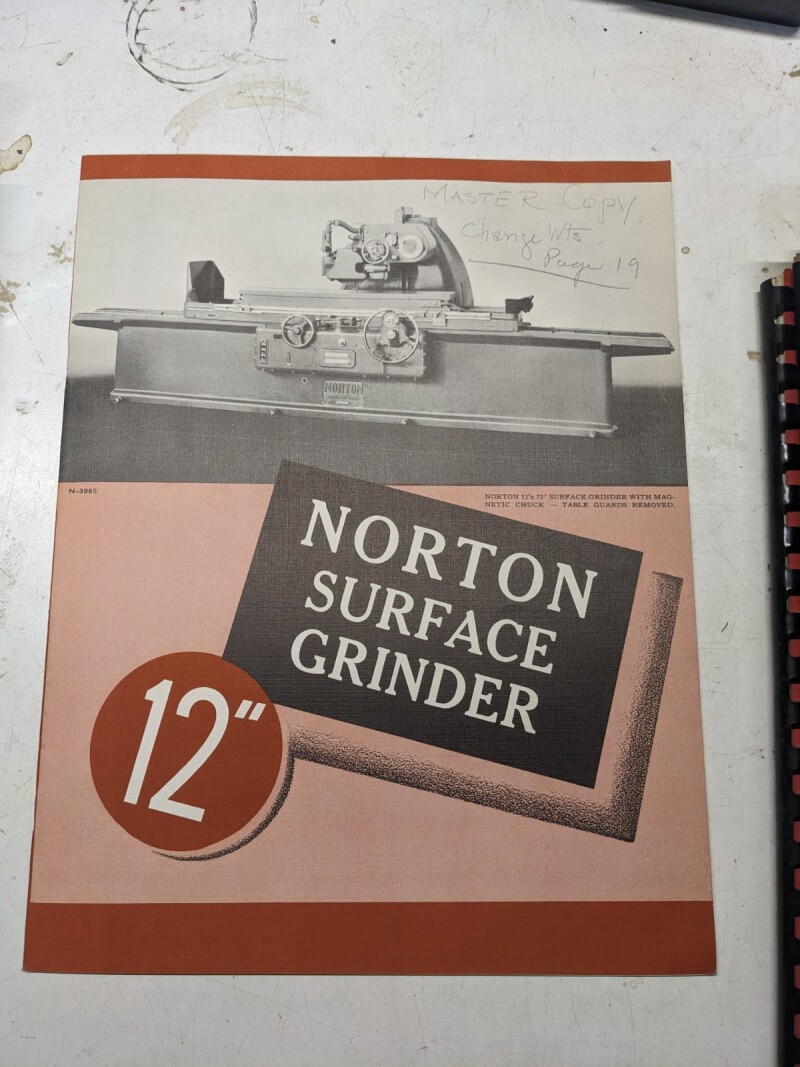 MASTER Copy.
Change Wts.
Page 19
NORTON
N-3965
NORTON 12"x 72" SURFACE GRINDER WITH MAG-
NETIC CHUCK — TABLE GUARDS REMOVED.
NORTON
SURFACE
GRINDER
12"